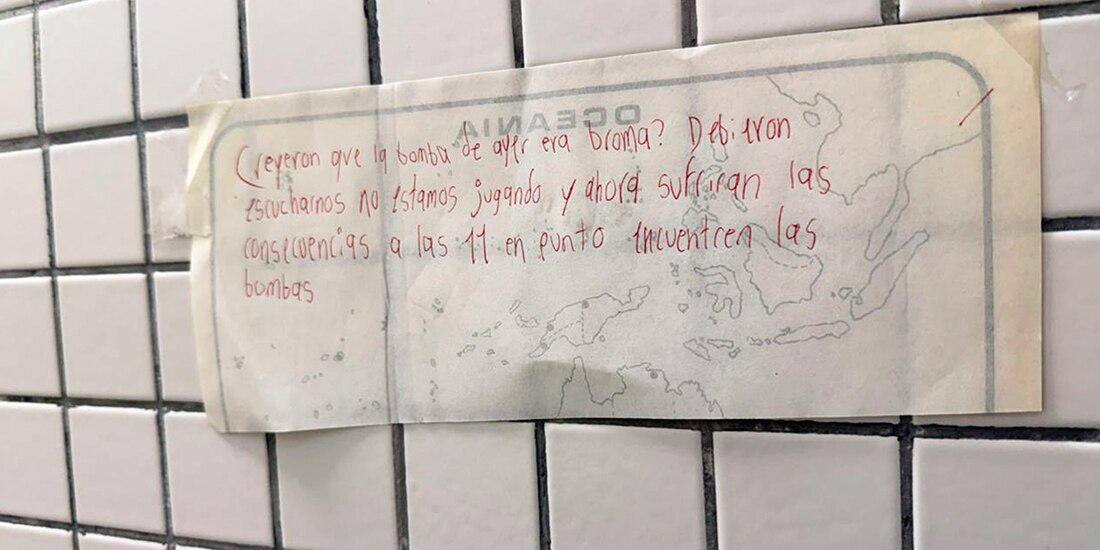 OCEANIA
Creyeron que la bomba de ayer era broma? Debieron
escucharnos no estamos jugando y ahora sufriran las
consecuencias a las 11 en punto encuentren las
bombas